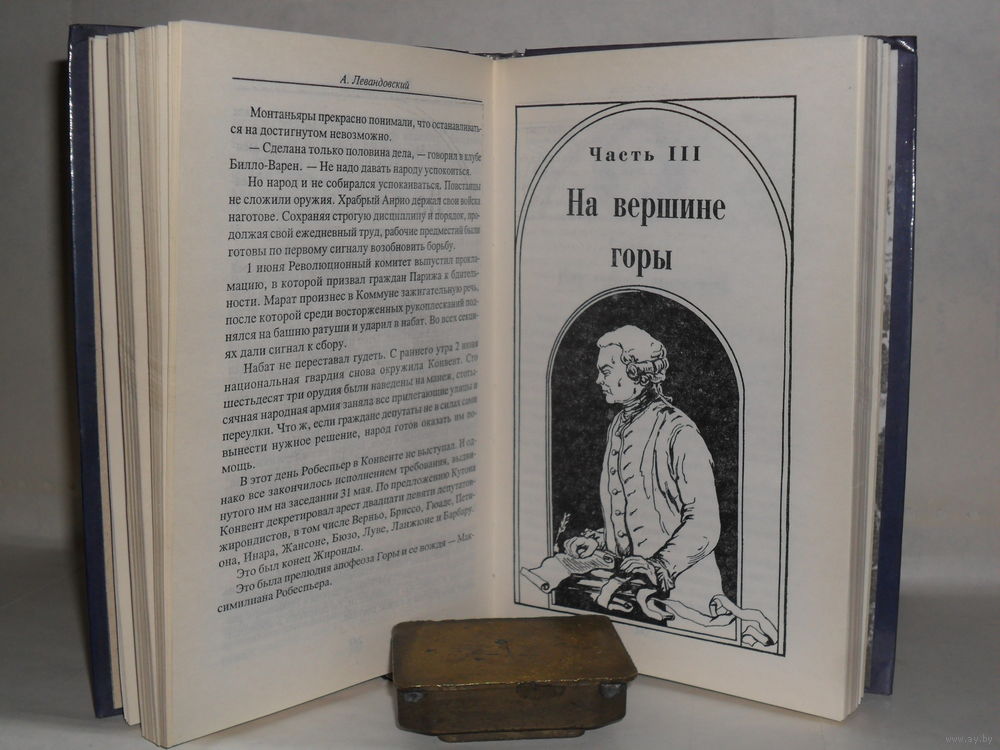 А. Левандовский
Монтаньяры прекрасно понимали, что останавливать-
ся на достигнутом невозможно.
— Сделана только половина дела, — говорил в клубе
Билло-Варен. — Не надо давать народу успокоиться.
Но народ и не собирался успокаиваться. Повстанцы
не сложили оружия. Храбрый Анрио держал свои войска
наготове. Сохраняя строгую дисциплину и порядок, про-
должая свой ежедневный труд, рабочие предместий были
готовы по первому сигналу возобновить борьбу.
1 июня Революционный комитет выпустил прокла-
мацию, в которой призвал граждан Парижа к бдитель-
ности. Марат произнес в Коммуне зажигательную речь,
после которой среди восторженных рукоплесканий под-
нялся на башню ратуши и ударил в набат. Во всех секци-
ях дали сигнал к сбору.
Набат не переставал гудеть. С раннего утра 2 июня
национальная гвардия снова окружила Конвент. Сто
шестьдесят три орудия были наведены на манеж, стоты-
сячная народная армия заняла все прилегающие улицы и
переулки. Что ж, если граждане депутаты не в силах сами
вынести нужное решение, народ готов оказать им по-
мощь.
В этот день Робеспьер в Конвенте не выступал. И од-
нако все закончилось исполнением требования, выдви-
нутого им на заседании 31 мая. По предложению Кутона
Конвент декретировал арест двадцати девяти депутатов-
жирондистов, в том числе Верньо, Бриссо, Гюаде, Пети-
она, Инара, Жансоне, Бюзо, Луве, Ланжюне и Барбару.
Это был конец Жиронды.
Это была прелюдия апофеоза Горы и ее вождя — Мак-
симилиана Робеспьера.
Часть III
На вершине
горы
www.ay.by